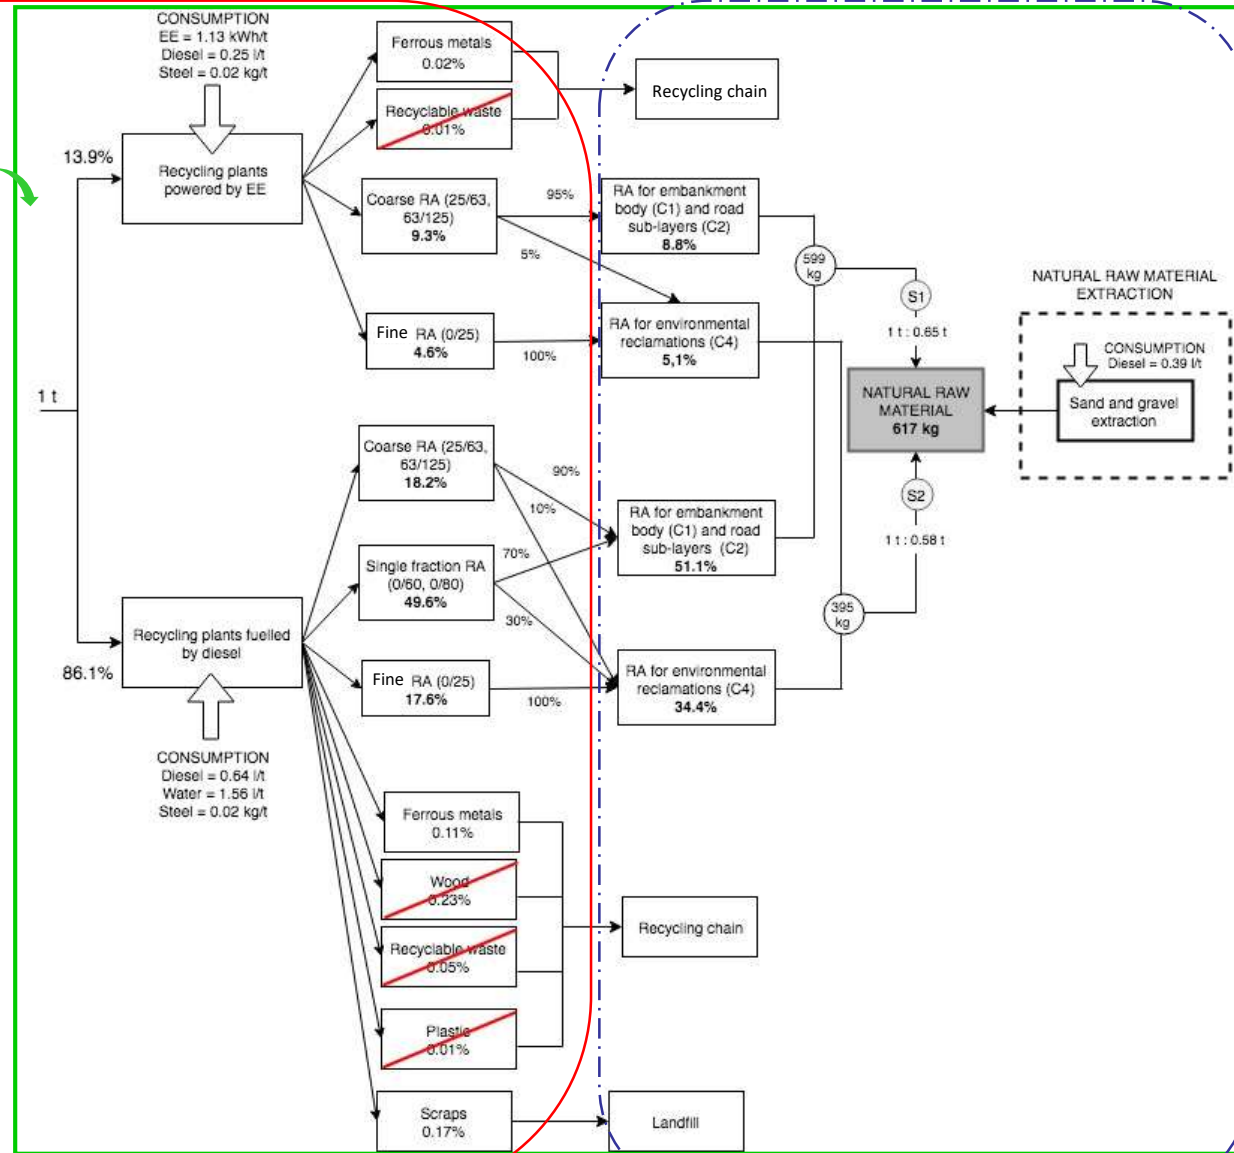 CONSUMPTION
EE = 1.13 kWh/t
Diesel = 0.25 l/t
Steel = 0.02 kg/t
13.9%
Recycling plants
powered by EE
Ferrous metals
0.02%
Recyclable waste
0.01%
Recycling chain
Coarse RA (25/63,
63/125)
9.3%
95%
5%
RA for embankment
body (C1) and road
sub-layers (C2)
8.8%
Fine RA (0/25)
4.6%
100%
RA for environmental
reclamations (C4)
5,1%
599
kg
S1
1 t : 0.65 t
NATURAL RAW MATERIAL
EXTRACTION
CONSUMPTION
Diesel = 0.39 l/t
Sand and gravel
extraction
NATURAL RAW
MATERIAL
617 kg
S2
1 t : 0.58 t
395
kg
1 t
Coarse RA (25/63,
63/125)
18.2%
90%
10%
Single fraction RA
(0/60, 0/80)
49.6%
70%
30%
RA for embankment
body (C1) and road
sub-layers (C2)
51.1%
Recycling plants fuelled
by diesel
86.1%
Fine RA (0/25)
17.6%
100%
RA for environmental
reclamations (C4)
34.4%
CONSUMPTION
Diesel = 0.64 l/t
Water = 1.56 l/t
Steel = 0.02 kg/t
Ferrous metals
0.11%
Wood
0.23%
Recyclable waste
0.05%
Plastic
0.01%
Recycling chain
Scraps
0.17%
Landfill